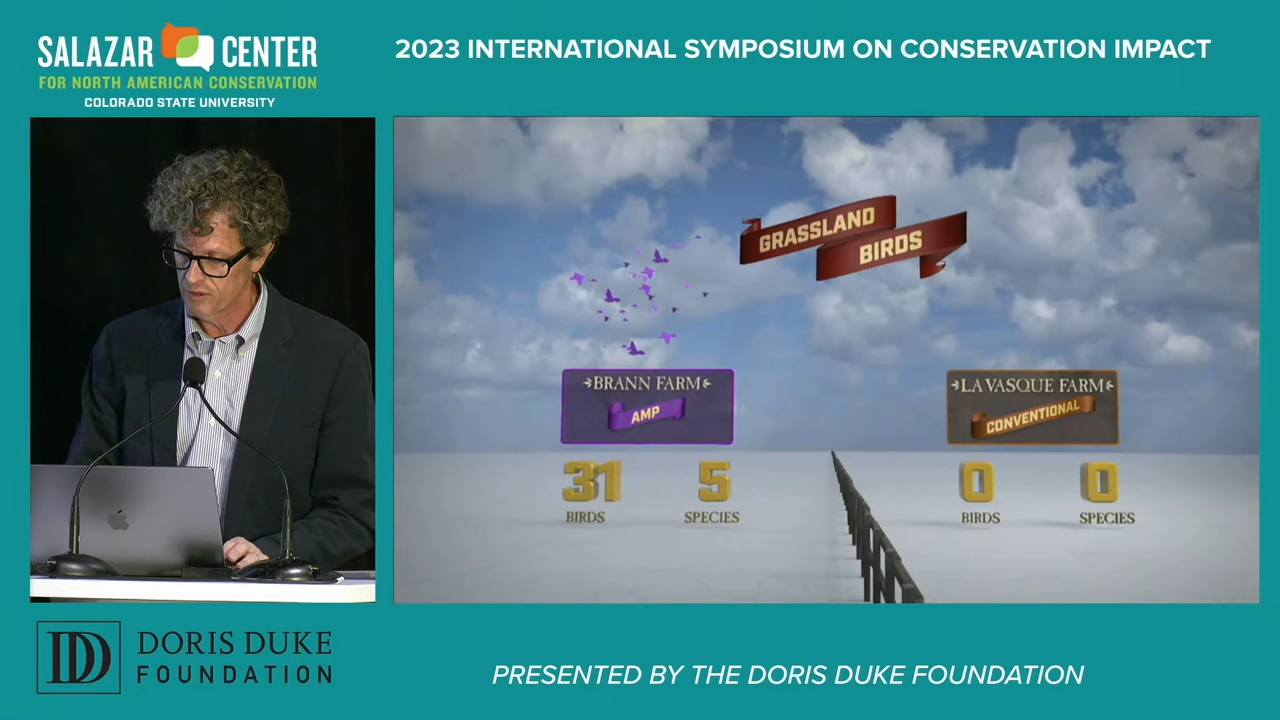 SALAZAR CENTER
FOR NORTH AMERICAN CONSERVATION
COLORADO STATE UNIVERSITY
2023 INTERNATIONAL SYMPOSIUM ON CONSERVATION IMPACT
GRASSLAND
BIRDS
BRANN FARM
AMP
31 5
BIRDS SPECIES
LA VASQUE FARM
CONVENTIONAL
0 0
BIRDS SPECIES
DD
DORIS DUKE
FOUNDATION
PRESENTED BY THE DORIS DUKE FOUNDATION